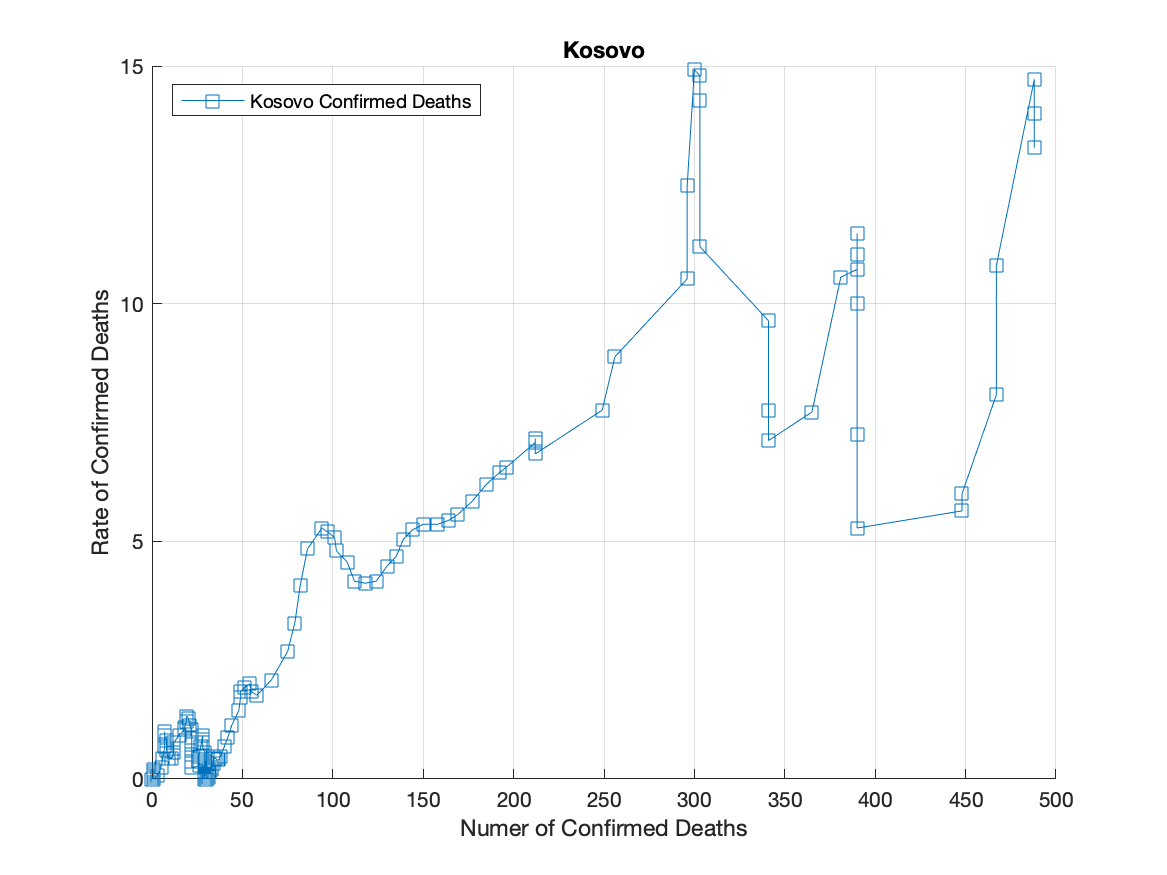 Kosovo
Kosovo Confirmed Deaths
15
10
5
0
Rate of Confirmed Deaths
0 50 100 150 200 250 300 350 400 450 500
Numer of Confirmed Deaths